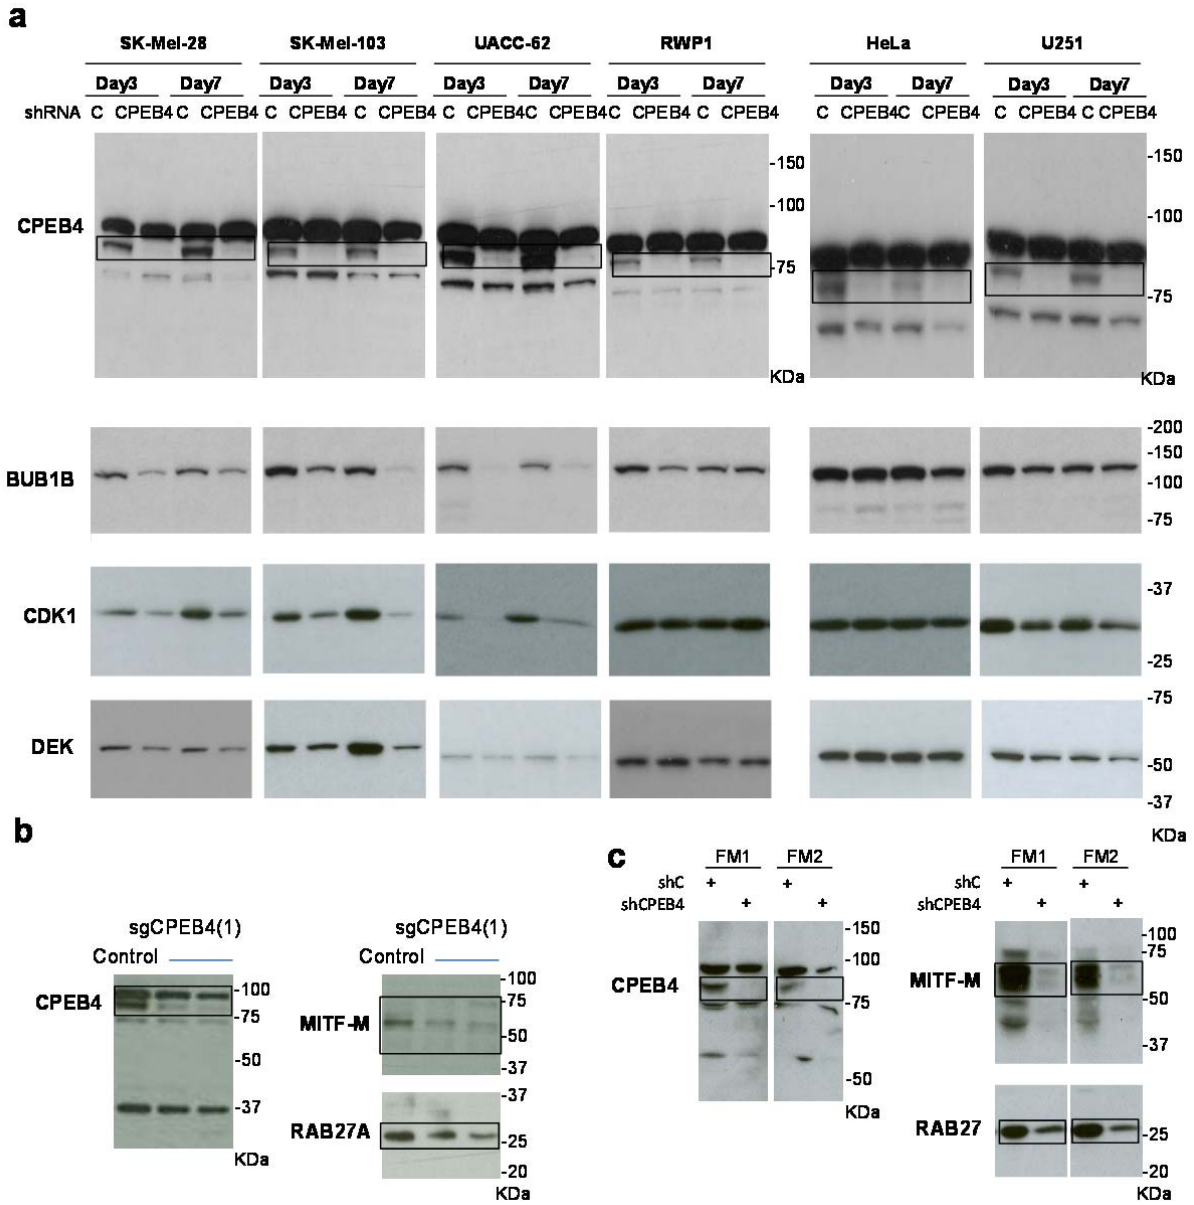 a
SK-Mel-28 SK-Mel-103 UACC-62 RWP1 HeLa U251
Day3 Day7 Day3 Day7 Day3 Day7 Day3 Day7 Day3 Day7 Day3 Day7
shRNA C CPEB4 C CPEB4 C CPEB4 C CPEB4 C CPEB4C CPEB4 C CPEB4 C CPEB4 C CPEB4C CPEB4 C CPEB4 C CPEB4
-150 -150
-100 -100
CPEB4
-75 -75
KDa KDa
-200
-150
BUB1B -100
-75
-37
CDK1
-25
-75
DEK
-50
-37
KDa
b
sgCPEB4(1) sgCPEB4(1)
Control Control
CPEB4 -100
-75
-50
-37
KDa
-100
-75
MITF-M
-50
-37
-37
RAB27A
-25
-20
KDa
c
FM1 FM2 FM1 FM2
shC + + shC + +
shCPEB4 + + shCPEB4 + +
-150
-100
CPEB4
-75
-50
KDa
-100
-75
MITF-M
-50
-37
RAB27
-25
-20
KDa